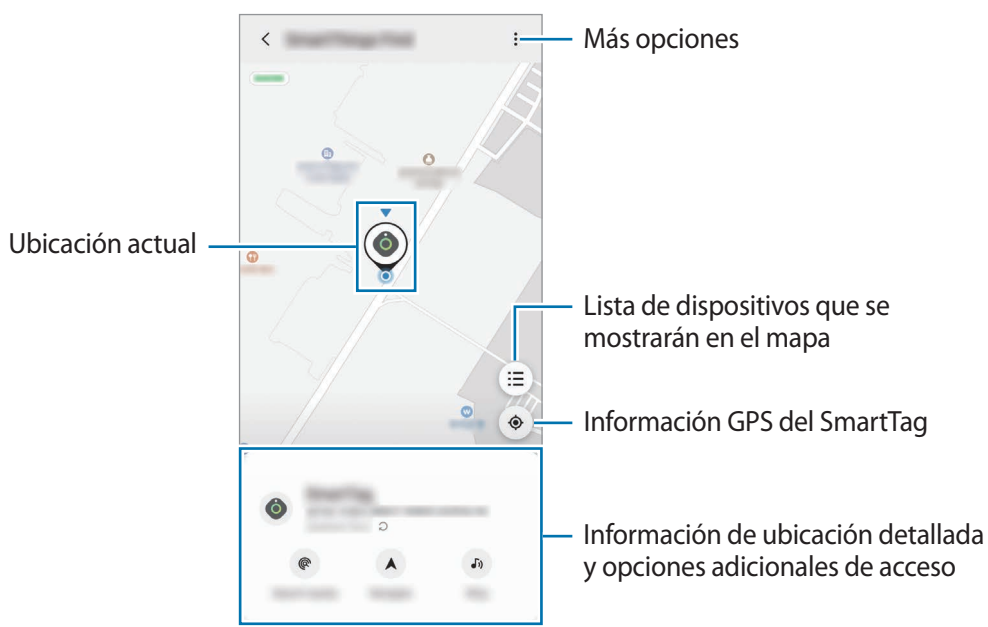 Más opciones
Ubicación actual
Lista de dispositivos que se
mostrarán en el mapa
Información GPS del SmartTag
Información de ubicación detallada
y opciones adicionales de acceso